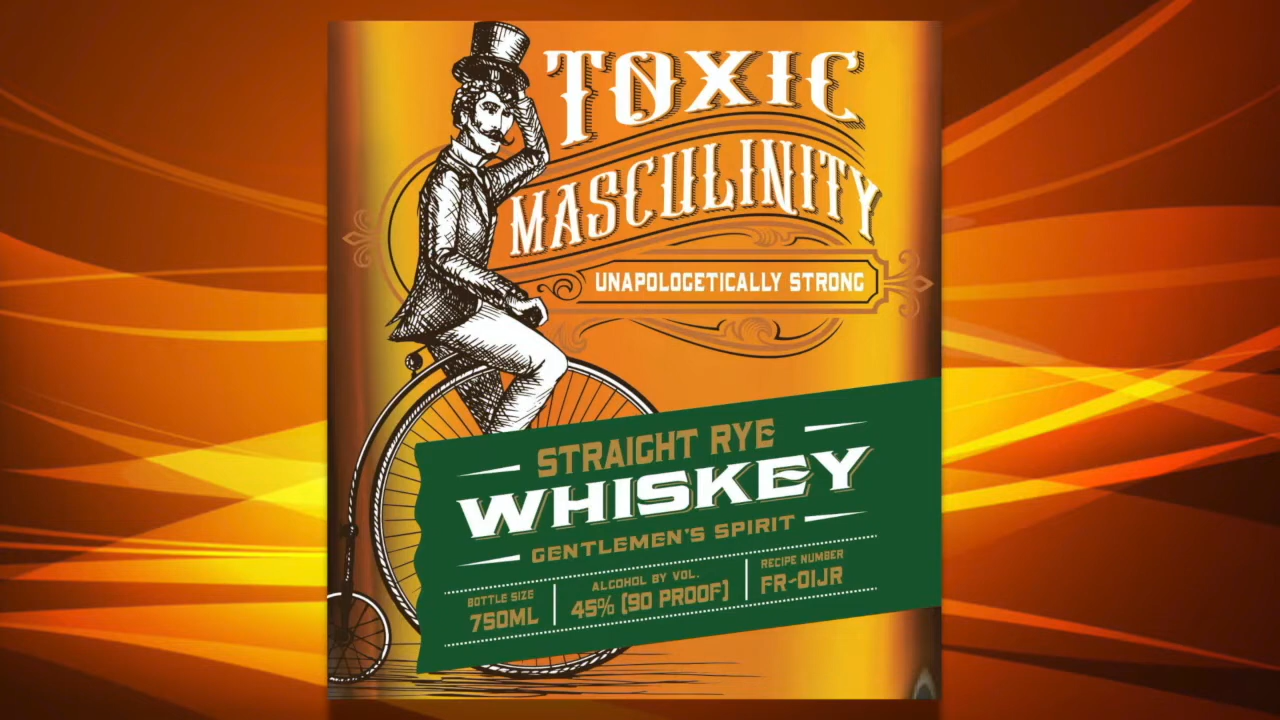 TOXIC
MASCULINITY
UNAPOLOGETICALLY STRONG
STRAIGHT RYE
WHISKEY
GENTLEMEN'S SPIRIT
BOTTLE SIZE
750ML
ALCOHOL BY VOL.
45% [90 PROOF]
RECIPE NUMBER
FR-01JR